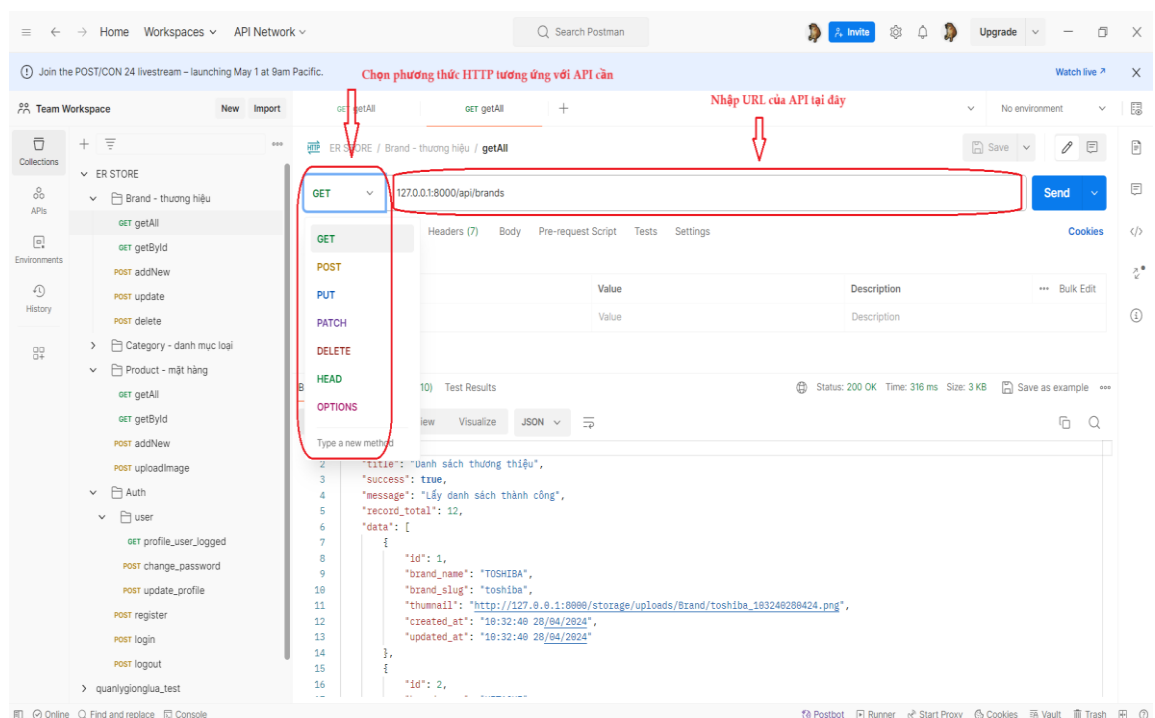 Home Workspaces API Network Search Postman Invite Upgrade
Join the POST/CON 24 livestream – launching May 1 at 9am Pacific. Watch live
Chọn phương thức HTTP tương ứng với API cần
Nhập URL của API tại đây
Team Workspace New Import GET getAll GET getAll No environment
Collections
APIs
Environments
History
ER STORE
Brand - thương hiệu
GET getAll
GET getById
POST addNew
POST update
POST delete
Category - danh mục loại
Product - mặt hàng
GET getAll
GET getById
POST addNew
POST uploadImage
Auth
user
GET profile_user_logged
POST change_password
POST update_profile
POST register
POST login
POST logout
quanlygionglua_test
HTTP ER STORE / Brand - thương hiệu / getAll Save
GET 127.0.0.1:8000/api/brands Send
Headers (7) Body Pre-request Script Tests Settings Cookies
GET
POST
PUT
PATCH
DELETE
HEAD
OPTIONS
Type a new method
Value Description Bulk Edit
Value Description
B 10) Test Results Status: 200 OK Time: 316 ms Size: 3 KB Save as example
iew Visualize JSON
2 "title": "Danh sách thương thiệu",
3 "success": true,
4 "message": "Lấy danh sách thành công",
5 "record_total": 12,
6 "data": [
7 {
8 "id": 1,
9 "brand_name": "TOSHIBA",
10 "brand_slug": "toshiba",
11 "thumnail": "http://127.0.0.1:8000/storage/uploads/Brand/toshiba_103240280424.png",
12 "created_at": "10:32:40 28/04/2024",
13 "updated_at": "10:32:40 28/04/2024"
14 },
15 {
16 "id": 2,
Online Find and replace Console Postbot Runner Start Proxy Cookies Vault Trash